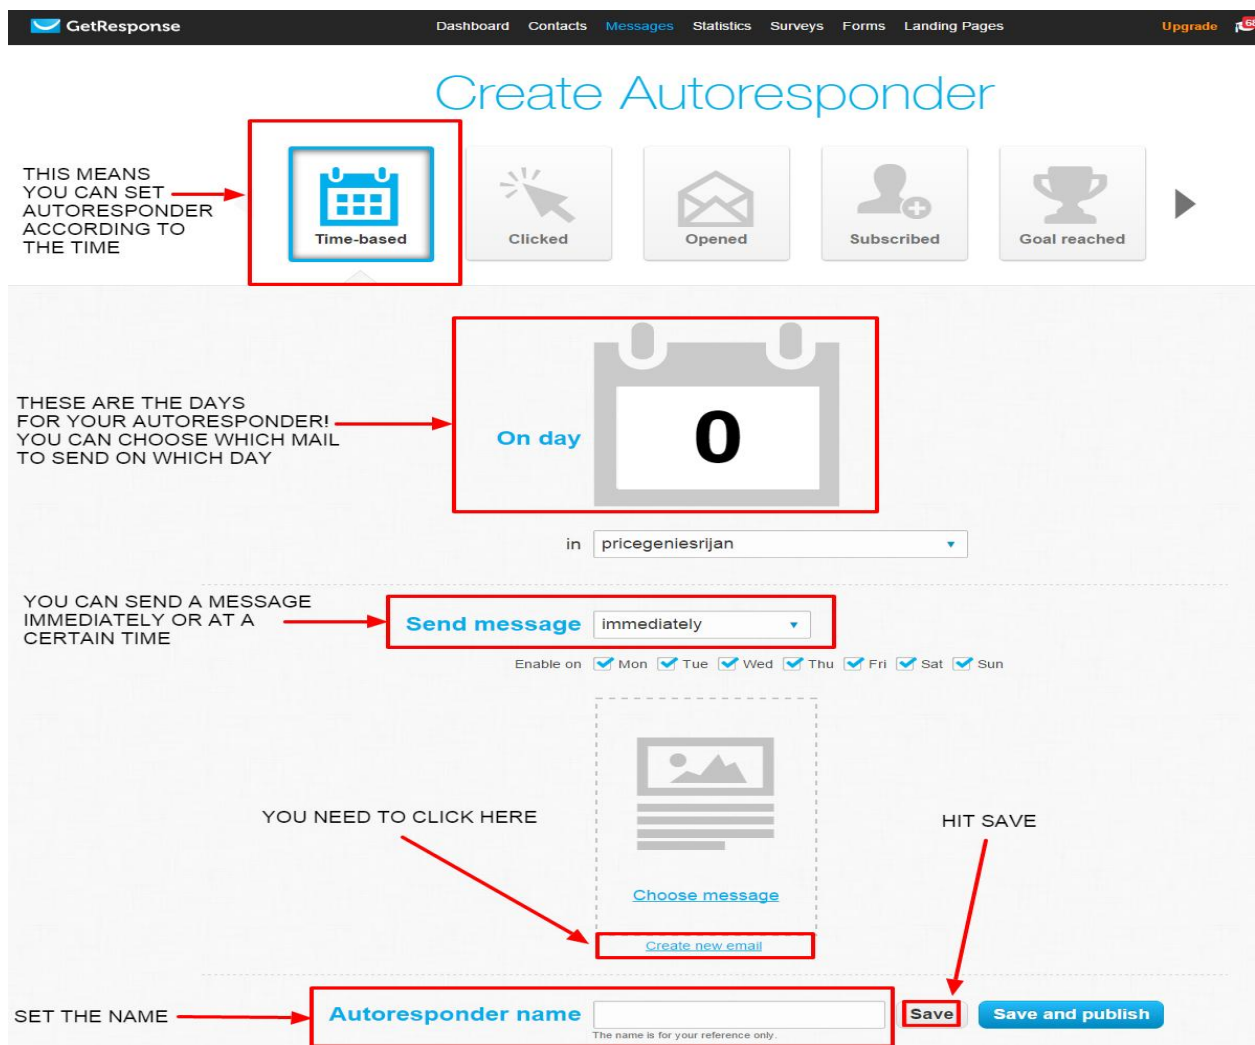 GetResponse
Dashboard Contacts Messages Statistics Surveys Forms Landing Pages Upgrade 68
Create Autoresponder
THIS MEANS
YOU CAN SET
AUTORESPONDER
ACCORDING TO
THE TIME
Time-based Clicked Opened Subscribed Goal reached
THESE ARE THE DAYS
FOR YOUR AUTORESPONDER!
YOU CAN CHOOSE WHICH MAIL
TO SEND ON WHICH DAY
On day 0
in pricegeniesrijan
YOU CAN SEND A MESSAGE
IMMEDIATELY OR AT A
CERTAIN TIME
Send message immediately
Enable on Mon Tue Wed Thu Fri Sat Sun
YOU NEED TO CLICK HERE
HIT SAVE
Choose message
Create new email
SET THE NAME
Autoresponder name Save Save and publish
The name is for your reference only.